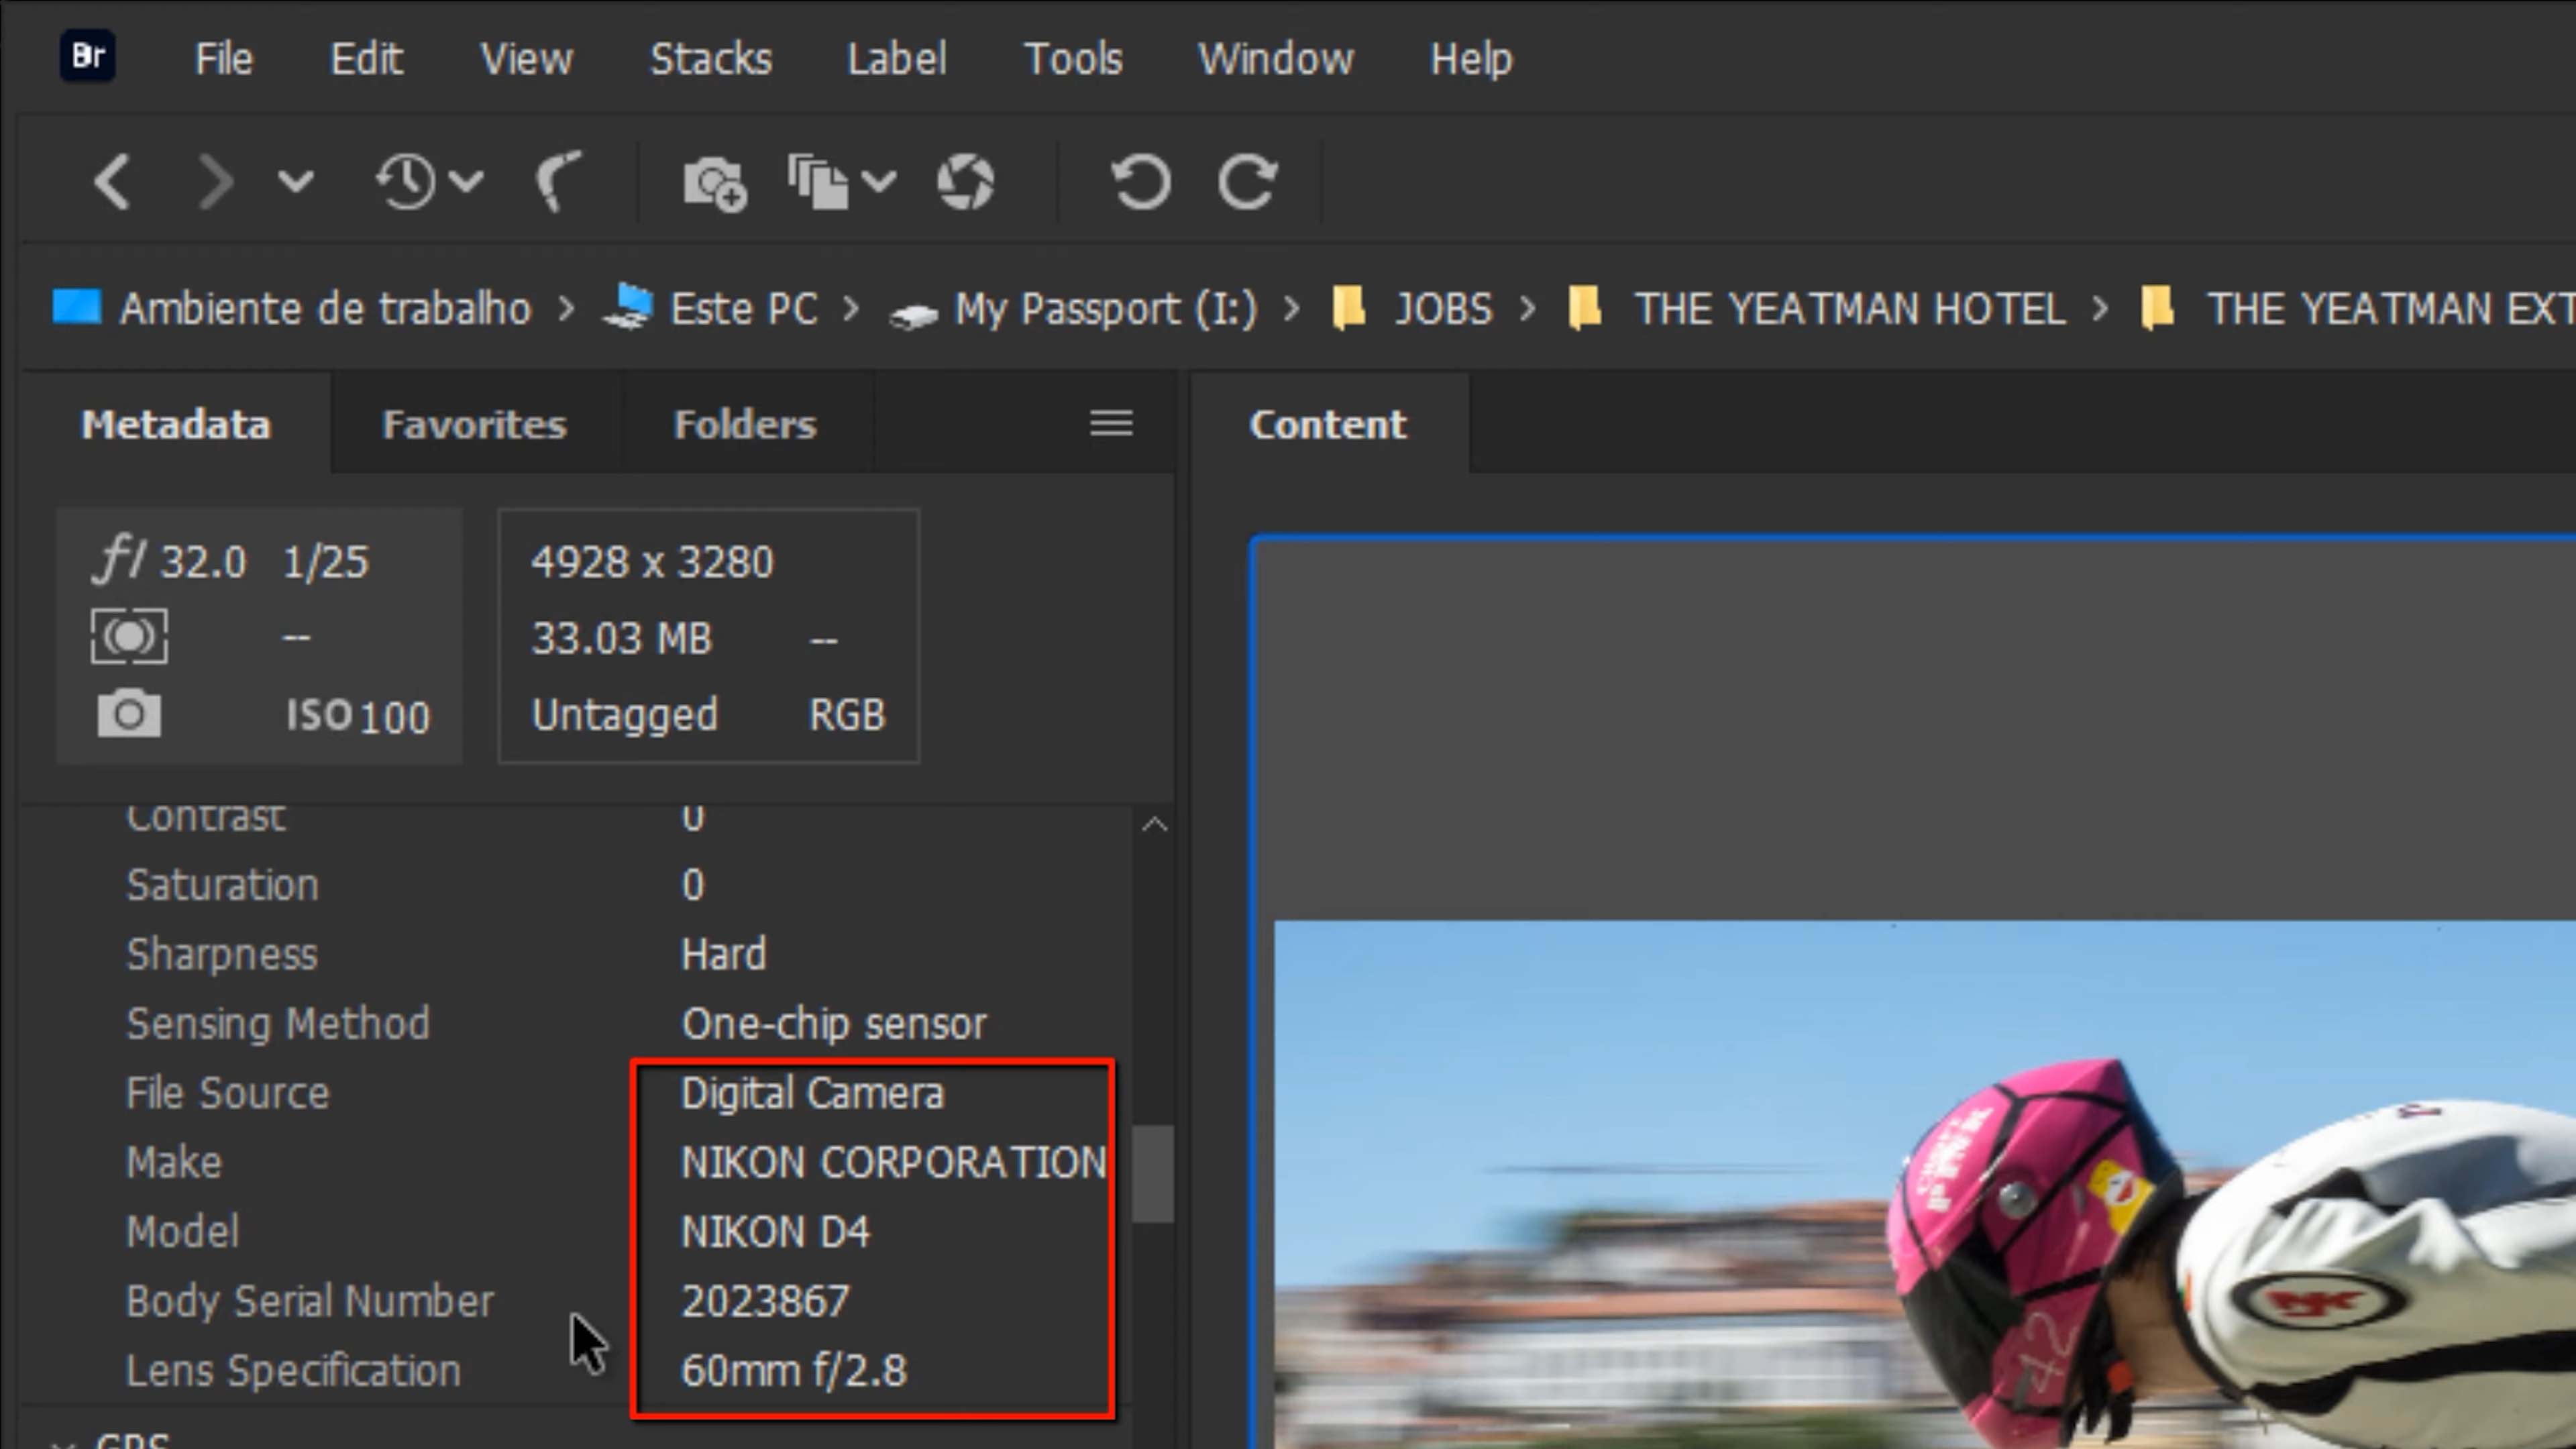 Br File Edit View Stacks Label Tools Window Help
Ambiente de trabalho > Este PC > My Passport (I:) > JOBS > THE YEATMAN HOTEL > THE YEATMAN EXT
Metadata Favorites Folders Content
f/ 32.0 1/25 4928 x 3280
-- 33.03 MB --
ISO 100 Untagged RGB
Contrast 0
Saturation 0
Sharpness Hard
Sensing Method One-chip sensor
File Source Digital Camera
Make NIKON CORPORATION
Model NIKON D4
Body Serial Number 2023867
Lens Specification 60mm f/2.8
GPS
42